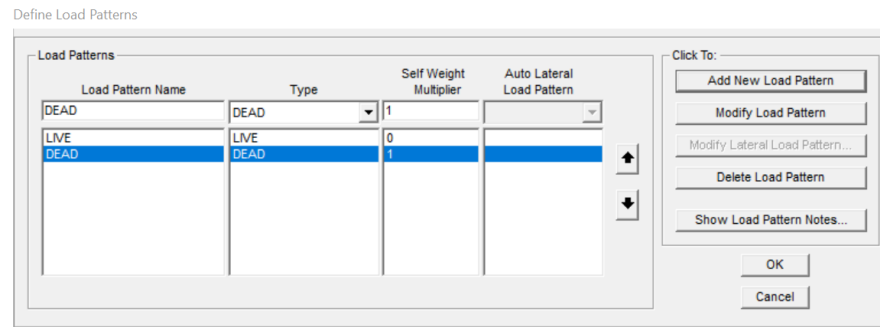 Define Load Patterns
Load Patterns
Click To:
Load Pattern Name
Type
Self Weight
Multiplier
Auto Lateral
Load Pattern
DEAD DEAD 1
LIVE LIVE 0
DEAD DEAD 1
Add New Load Pattern
Modify Load Pattern
Modify Lateral Load Pattern...
Delete Load Pattern
Show Load Pattern Notes...
OK
Cancel